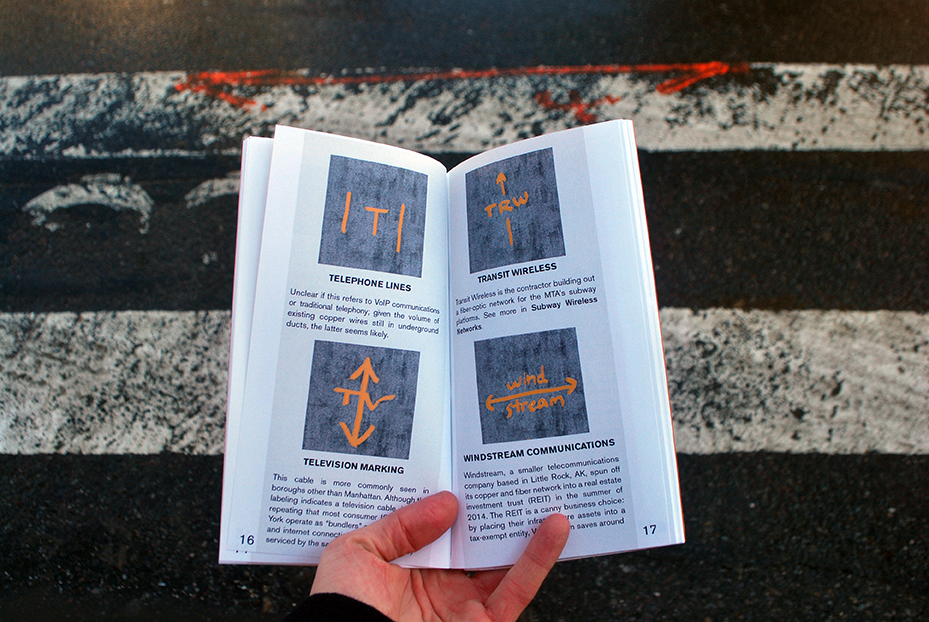 |T|
TELEPHONE LINES
Unclear if this refers to VoIP communications
or traditional telephony, given the volume of
existing copper wires still in underground
ducts, the latter seems likely.
TV
TELEVISION MARKING
This cable is more commonly seen in
boroughs other than Manhattan. Although
labeling indicates a television cable,
repeating that most consumer
York operate as "bundlers"
and internet
serviced by the
16
TRW
TRANSIT WIRELESS
Transit Wireless is the contractor building out
a fiber-optic network for the MTA's subway
platforms. See more in Subway Wireless
Networks.
wind
stream
WINDSTREAM COMMUNICATIONS
Windstream, a smaller telecommunications
company based in Little Rock, AK, spun off
its copper and fiber network into a real estate
investment trust (REIT) in the summer of
2014. The REIT is a canny business choice:
by placing their assets into a
tax-exempt entity, saves around
17